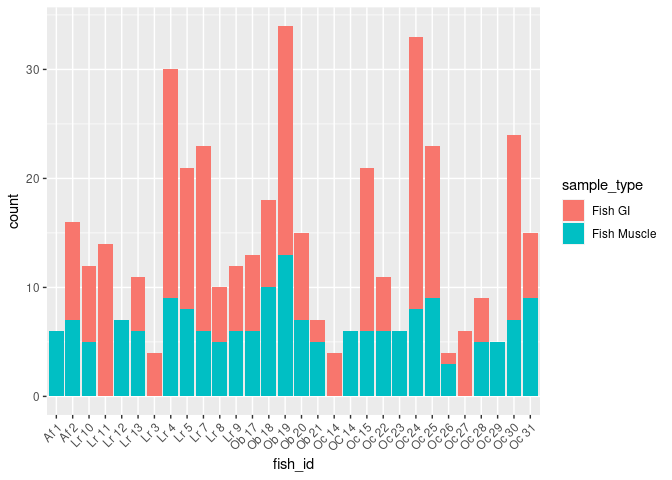 count
30
20
10
0
Af 1
Af 2
Lr 10
Lr 11
Lr 12
Lr 13
Lr 3
Lr 4
Lr 5
Lr 7
Lr 8
Lr 9
Ob 17
Ob 18
Ob 19
Ob 20
Ob 21
Oc 14
OC 14
Oc 15
Oc 22
Oc 23
Oc 24
Oc 25
Oc 26
Oc 27
Oc 28
Oc 29
Oc 30
Oc 31
fish_id
sample_type
Fish GI
Fish Muscle